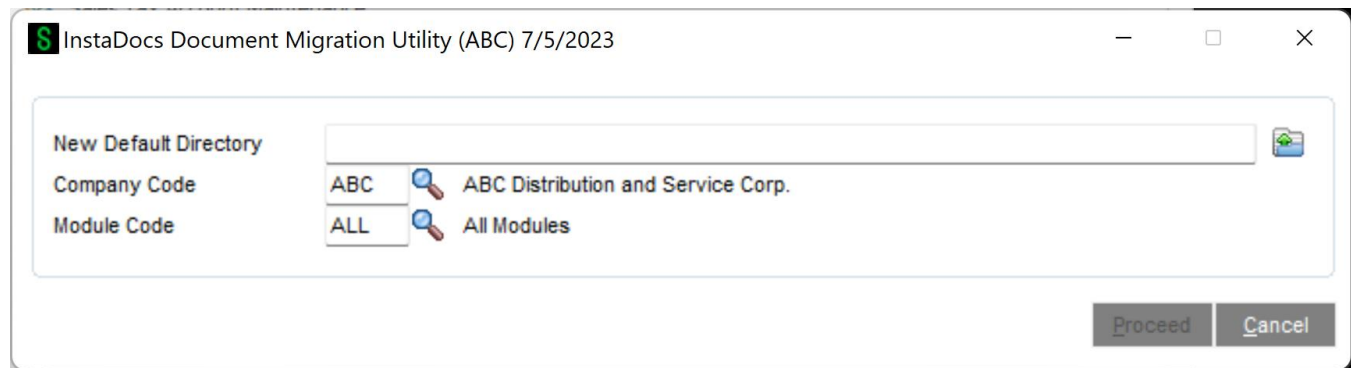 InstaDocs Document Migration Utility (ABC) 7/5/2023
New Default Directory
Company Code ABC ABC Distribution and Service Corp.
Module Code ALL All Modules
Proceed Cancel